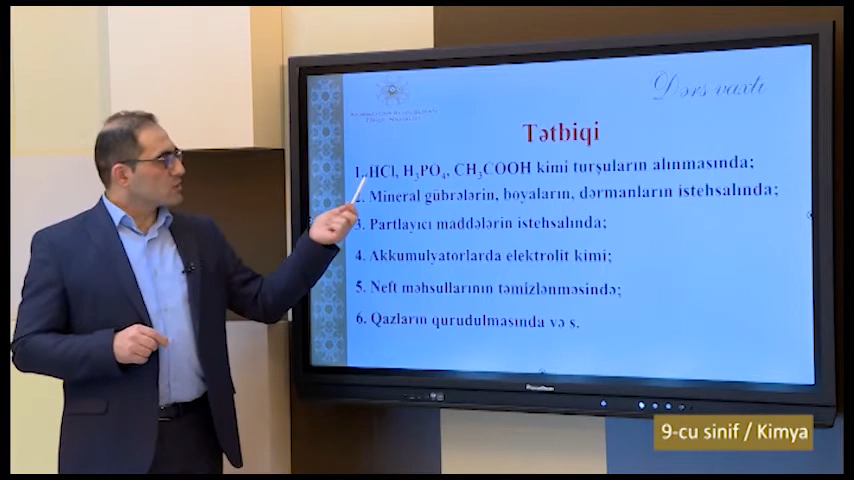 Dərs vaxtı
Tətbiqi
1. HCl, H₃PO₄, CH₃COOH kimi turşuların alınmasında;
2. Mineral gübrələrin, boyaların, dərmanların istehsalında;
3. Partlayıcı maddələrin istehsalında;
4. Akkumulyatorlarda elektrolit kimi;
5. Neft məhsullarının təmizlənməsində;
6. Qazların qurudulmasında və s.
Promethean
9-cu sinif / Kimya